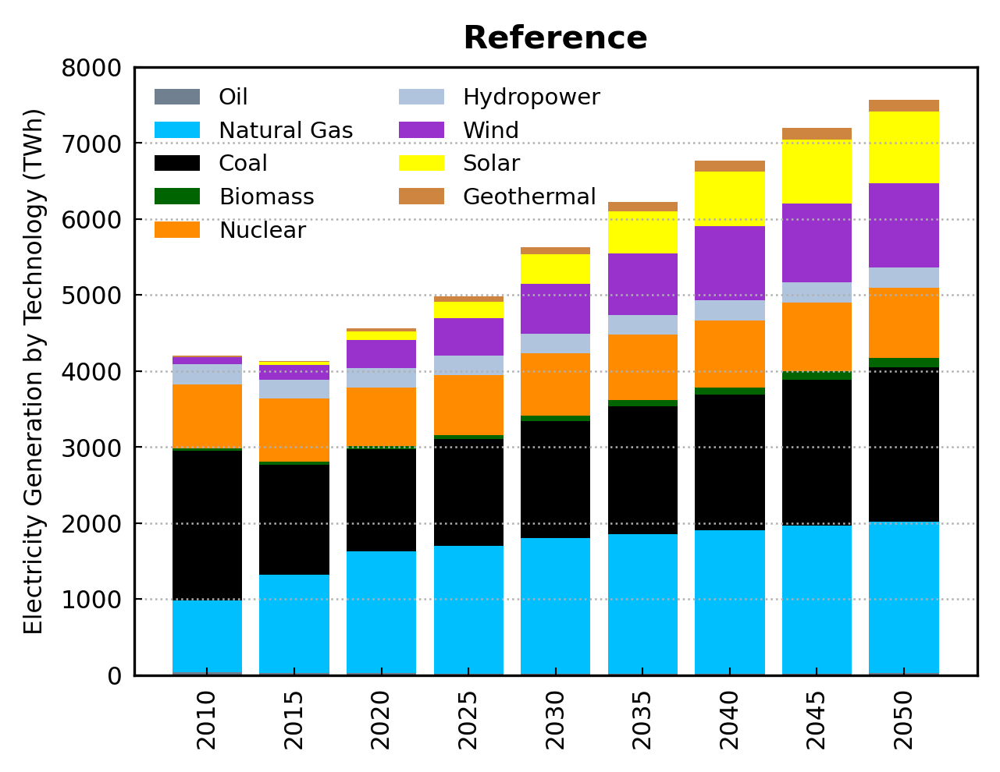 Reference
Electricity Generation by Technology (TWh)
8000
7000
6000
5000
4000
3000
2000
1000
0
Oil
Natural Gas
Coal
Biomass
Nuclear
Hydropower
Wind
Solar
Geothermal
2010
2015
2020
2025
2030
2035
2040
2045
2050